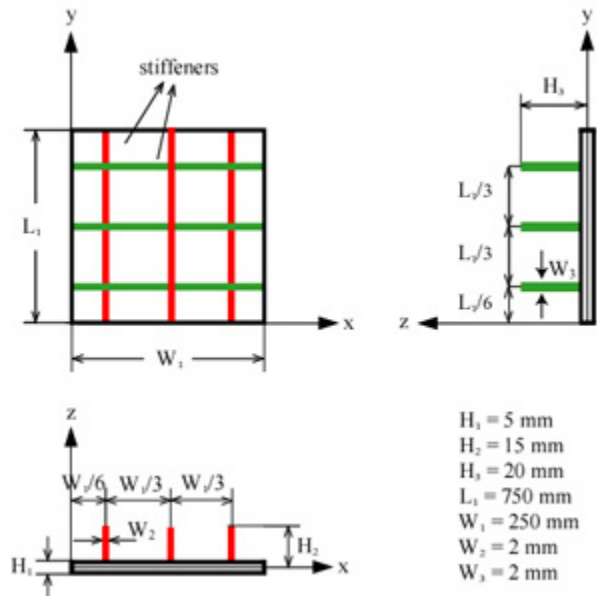 y
stiffeners
L₁
x
W₁
y
H₃
L₁/3
L₁/3
W₃
L₁/6
z
z
W₁/6
W₁/3
W₁/3
W₂
H₂
H₁
x
H₁ = 5 mm
H₂ = 15 mm
H₃ = 20 mm
L₁ = 750 mm
W₁ = 250 mm
W₂ = 2 mm
W₃ = 2 mm